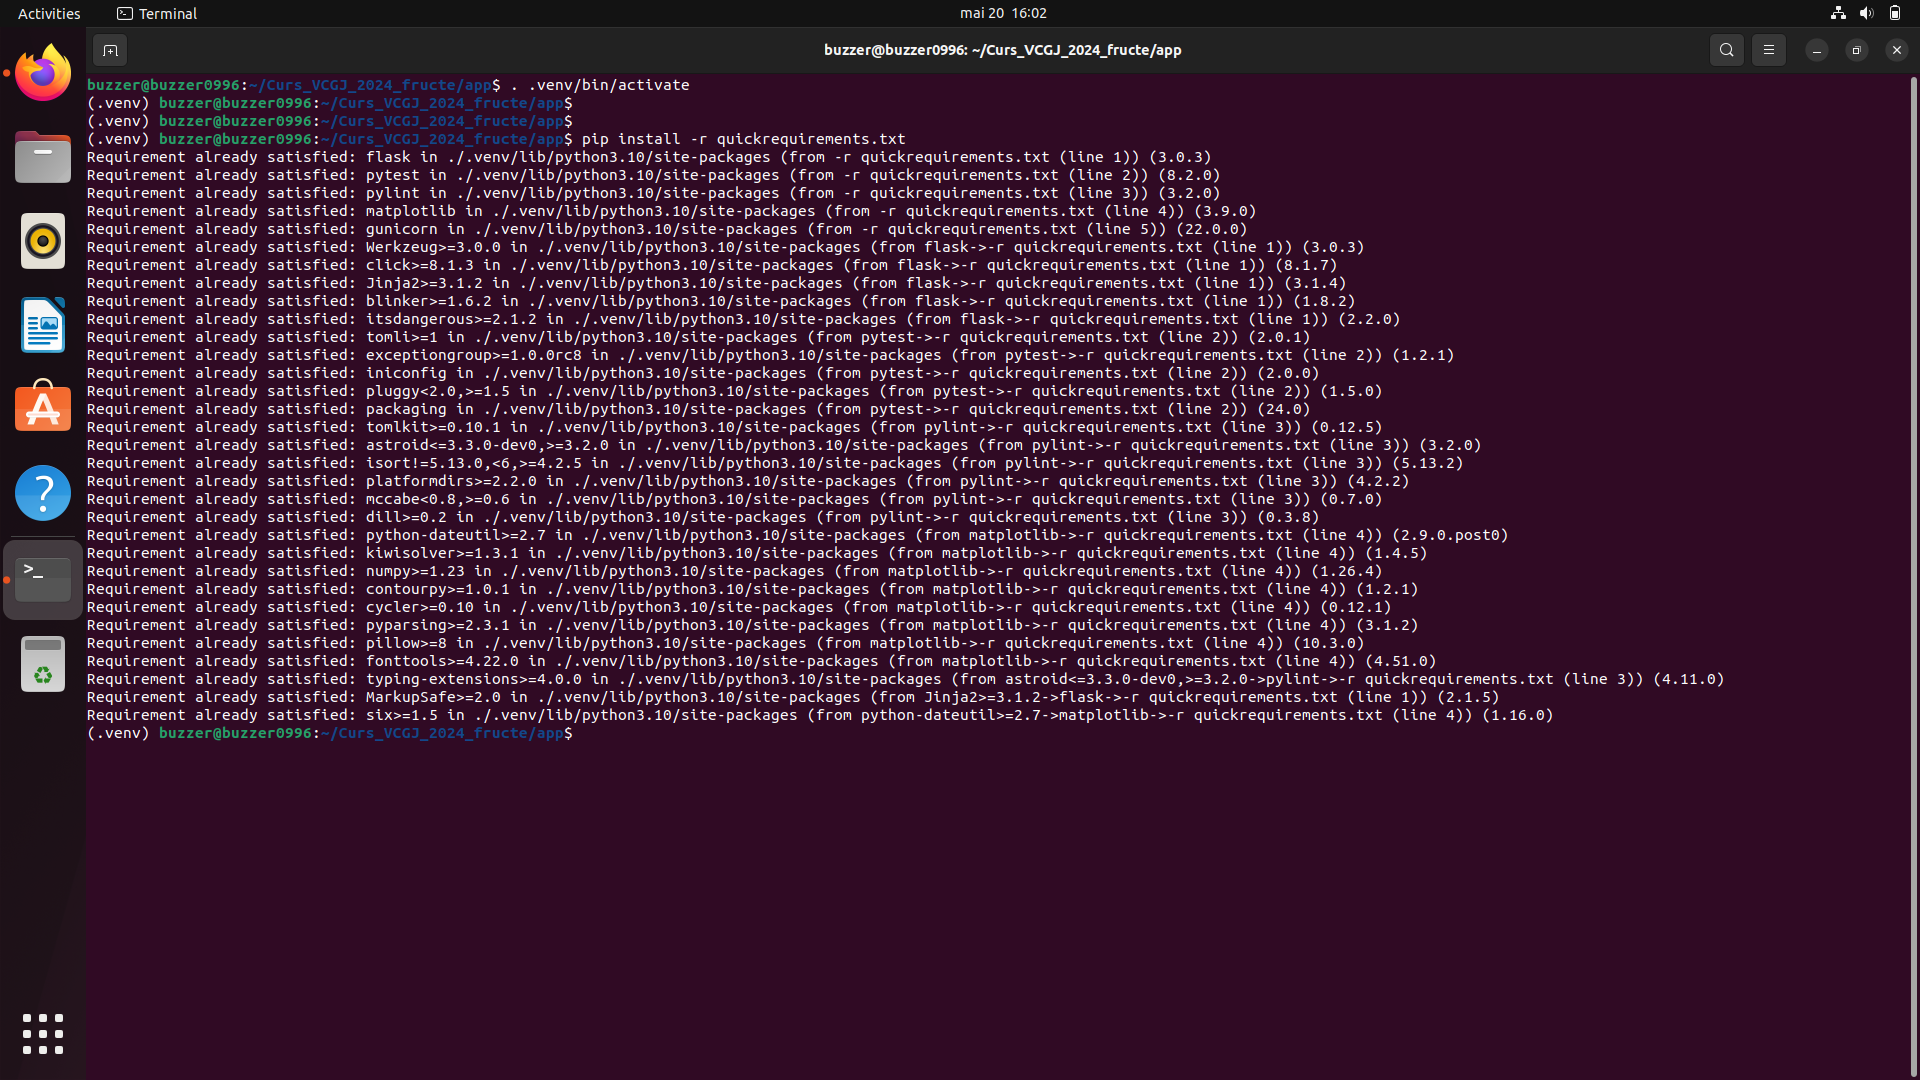 Activities
Terminal
mai 20 16:02
buzzer@buzzer0996: ~/Curs_VCGJ_2024_fructe/app
buzzer@buzzer0996:~/Curs_VCGJ_2024_fructe/app$ . .venv/bin/activate
(.venv) buzzer@buzzer0996:~/Curs_VCGJ_2024_fructe/app$
(.venv) buzzer@buzzer0996:~/Curs_VCGJ_2024_fructe/app$
(.venv) buzzer@buzzer0996:~/Curs_VCGJ_2024_fructe/app$ pip install -r quickrequirements.txt
Requirement already satisfied: flask in ./.venv/lib/python3.10/site-packages (from -r quickrequirements.txt (line 1)) (3.0.3)
Requirement already satisfied: pytest in ./.venv/lib/python3.10/site-packages (from -r quickrequirements.txt (line 2)) (8.2.0)
Requirement already satisfied: pylint in ./.venv/lib/python3.10/site-packages (from -r quickrequirements.txt (line 3)) (3.2.0)
Requirement already satisfied: matplotlib in ./.venv/lib/python3.10/site-packages (from -r quickrequirements.txt (line 4)) (3.9.0)
Requirement already satisfied: gunicorn in ./.venv/lib/python3.10/site-packages (from -r quickrequirements.txt (line 5)) (22.0.0)
Requirement already satisfied: Werkzeug>=3.0.0 in ./.venv/lib/python3.10/site-packages (from flask->-r quickrequirements.txt (line 1)) (3.0.3)
Requirement already satisfied: click>=8.1.3 in ./.venv/lib/python3.10/site-packages (from flask->-r quickrequirements.txt (line 1)) (8.1.7)
Requirement already satisfied: Jinja2>=3.1.2 in ./.venv/lib/python3.10/site-packages (from flask->-r quickrequirements.txt (line 1)) (3.1.4)
Requirement already satisfied: blinker>=1.6.2 in ./.venv/lib/python3.10/site-packages (from flask->-r quickrequirements.txt (line 1)) (1.8.2)
Requirement already satisfied: itsdangerous>=2.1.2 in ./.venv/lib/python3.10/site-packages (from flask->-r quickrequirements.txt (line 1)) (2.2.0)
Requirement already satisfied: tomli>=1 in ./.venv/lib/python3.10/site-packages (from pytest->-r quickrequirements.txt (line 2)) (2.0.1)
Requirement already satisfied: exceptiongroup>=1.0.0rc8 in ./.venv/lib/python3.10/site-packages (from pytest->-r quickrequirements.txt (line 2)) (1.2.1)
Requirement already satisfied: iniconfig in ./.venv/lib/python3.10/site-packages (from pytest->-r quickrequirements.txt (line 2)) (2.0.0)
Requirement already satisfied: pluggy<2.0,>=1.5 in ./.venv/lib/python3.10/site-packages (from pytest->-r quickrequirements.txt (line 2)) (1.5.0)
Requirement already satisfied: packaging in ./.venv/lib/python3.10/site-packages (from pytest->-r quickrequirements.txt (line 2)) (24.0)
Requirement already satisfied: tomlkit>=0.10.1 in ./.venv/lib/python3.10/site-packages (from pylint->-r quickrequirements.txt (line 3)) (0.12.5)
Requirement already satisfied: astroid<=3.3.0-dev0,>=3.2.0 in ./.venv/lib/python3.10/site-packages (from pylint->-r quickrequirements.txt (line 3)) (3.2.0)
Requirement already satisfied: isort!=5.13.0,<6,>=4.2.5 in ./.venv/lib/python3.10/site-packages (from pylint->-r quickrequirements.txt (line 3)) (5.13.2)
Requirement already satisfied: platformdirs>=2.2.0 in ./.venv/lib/python3.10/site-packages (from pylint->-r quickrequirements.txt (line 3)) (4.2.2)
Requirement already satisfied: mccabe<0.8,>=0.6 in ./.venv/lib/python3.10/site-packages (from pylint->-r quickrequirements.txt (line 3)) (0.7.0)
Requirement already satisfied: dill>=0.2 in ./.venv/lib/python3.10/site-packages (from pylint->-r quickrequirements.txt (line 3)) (0.3.8)
Requirement already satisfied: python-dateutil>=2.7 in ./.venv/lib/python3.10/site-packages (from matplotlib->-r quickrequirements.txt (line 4)) (2.9.0.post0)
Requirement already satisfied: kiwisolver>=1.3.1 in ./.venv/lib/python3.10/site-packages (from matplotlib->-r quickrequirements.txt (line 4)) (1.4.5)
Requirement already satisfied: numpy>=1.23 in ./.venv/lib/python3.10/site-packages (from matplotlib->-r quickrequirements.txt (line 4)) (1.26.4)
Requirement already satisfied: contourpy>=1.0.1 in ./.venv/lib/python3.10/site-packages (from matplotlib->-r quickrequirements.txt (line 4)) (1.2.1)
Requirement already satisfied: cycler>=0.10 in ./.venv/lib/python3.10/site-packages (from matplotlib->-r quickrequirements.txt (line 4)) (0.12.1)
Requirement already satisfied: pyparsing>=2.3.1 in ./.venv/lib/python3.10/site-packages (from matplotlib->-r quickrequirements.txt (line 4)) (3.1.2)
Requirement already satisfied: pillow>=8 in ./.venv/lib/python3.10/site-packages (from matplotlib->-r quickrequirements.txt (line 4)) (10.3.0)
Requirement already satisfied: fonttools>=4.22.0 in ./.venv/lib/python3.10/site-packages (from matplotlib->-r quickrequirements.txt (line 4)) (4.51.0)
Requirement already satisfied: typing-extensions>=4.0.0 in ./.venv/lib/python3.10/site-packages (from astroid<=3.3.0-dev0,>=3.2.0->pylint->-r quickrequirements.txt (line 3)) (4.11.0)
Requirement already satisfied: MarkupSafe>=2.0 in ./.venv/lib/python3.10/site-packages (from Jinja2>=3.1.2->flask->-r quickrequirements.txt (line 1)) (2.1.5)
Requirement already satisfied: six>=1.5 in ./.venv/lib/python3.10/site-packages (from python-dateutil>=2.7->matplotlib->-r quickrequirements.txt (line 4)) (1.16.0)
(.venv) buzzer@buzzer0996:~/Curs_VCGJ_2024_fructe/app$